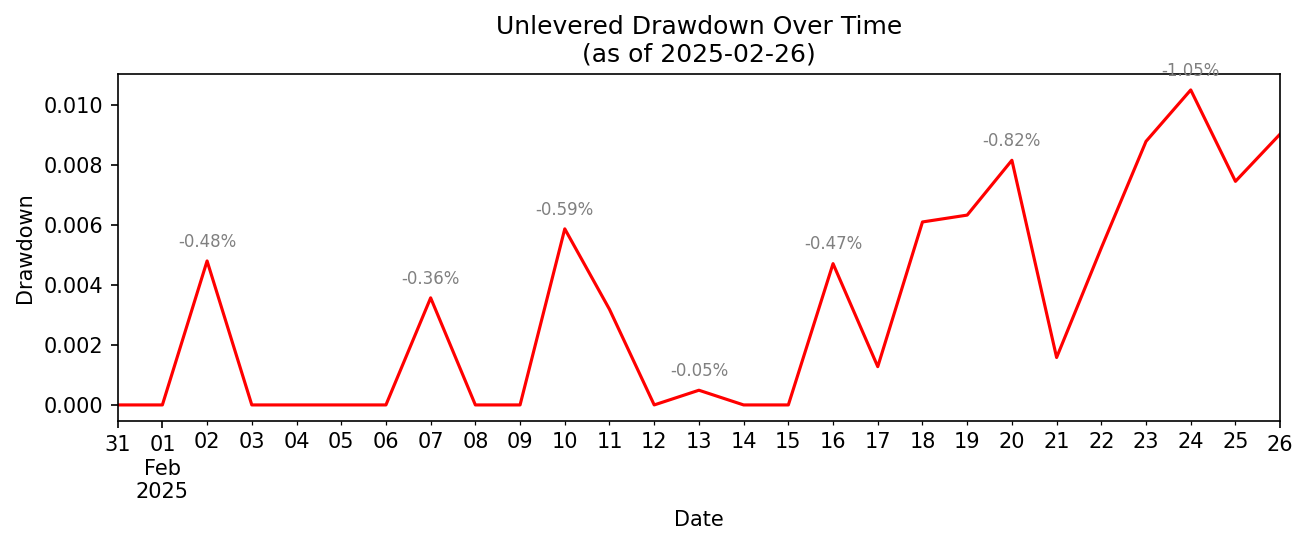 Unlevered Drawdown Over Time
(as of 2025-02-26)
-1.05%
0.010
-0.82%
0.008
-0.59%
0.006
-0.48%
-0.47%
-0.36%
Drawdown
0.004
0.002
-0.05%
0.000
31 01 02 03 04 05 06 07 08 09 10 11 12 13 14 15 16 17 18 19 20 21 22 23 24 25 26
Feb
2025
Date